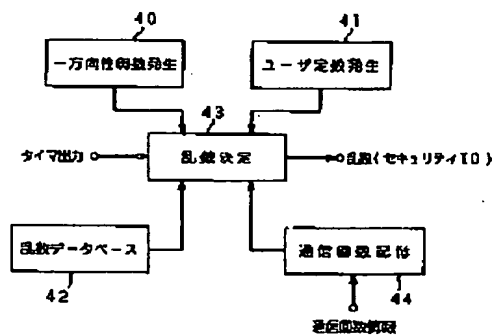 40
41
一方向性関数発生
ユーザ定数発生
43
タイマ出力
乱数決定
乱数(セキュリティID)
乱数データベース
通信回数配付
42
44
通信回数情報